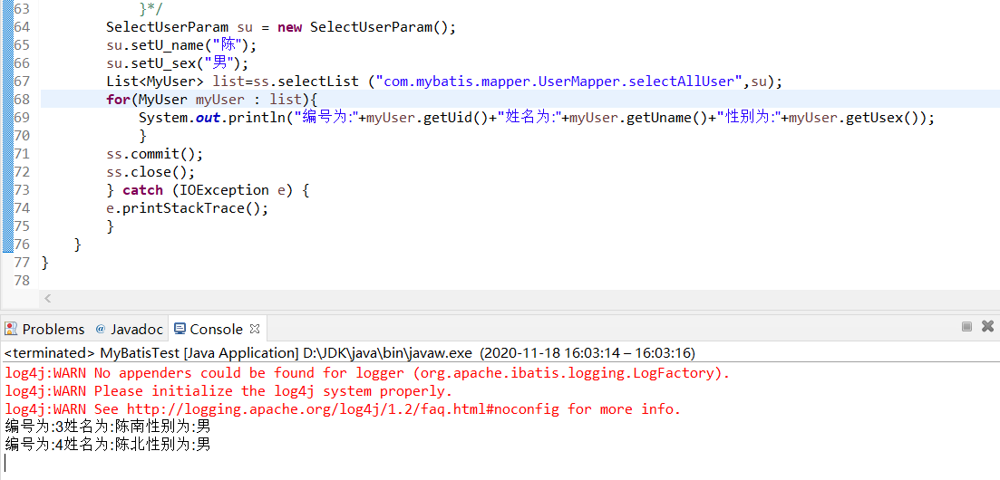 63 }*/
64 SelectUserParam su = new SelectUserParam();
65 su.setU_name("陈");
66 su.setU_sex("男");
67 List<MyUser> list=ss.selectList ("com.mybatis.mapper.UserMapper.selectAllUser",su);
68 for(MyUser myUser : list){
69 System.out.println("编号为:"+myUser.getUid()+"姓名为:"+myUser.getUname()+"性别为:"+myUser.getUsex());
70 }
71 ss.commit();
72 ss.close();
73 } catch (IOException e) {
74 e.printStackTrace();
75 }
76 }
77 }
78
Problems @ Javadoc Console
<terminated> MyBatisTest [Java Application] D:\JDK\java\bin\javaw.exe (2020-11-18 16:03:14 – 16:03:16)
log4j:WARN No appenders could be found for logger (org.apache.ibatis.logging.LogFactory).
log4j:WARN Please initialize the log4j system properly.
log4j:WARN See http://logging.apache.org/log4j/1.2/faq.html#noconfig for more info.
编号为:3姓名为:陈南性别为:男
编号为:4姓名为:陈北性别为:男